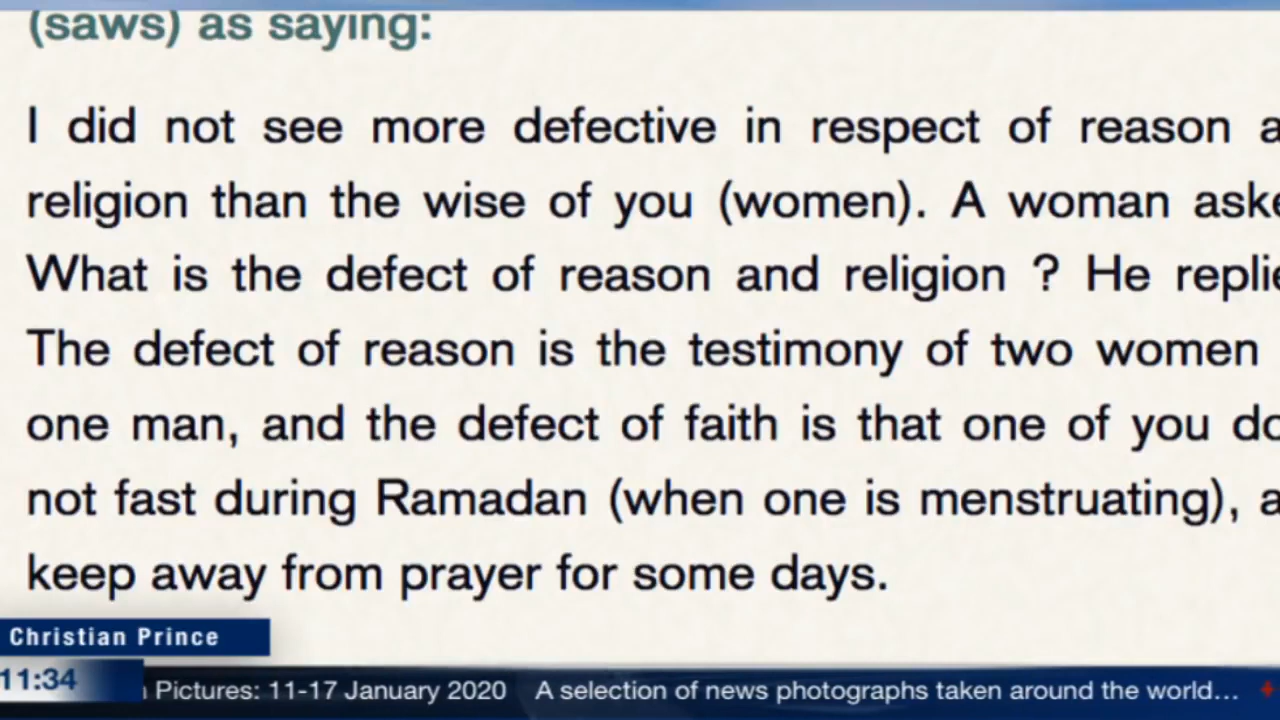 (saws) as saying:
I did not see more defective in respect of reason
religion than the wise of you (women). A woman
What is the defect of reason and religion ? He
The defect of reason is the testimony of two women
one man, and the defect of faith is that one of you
not fast during Ramadan (when one is menstruating),
keep away from prayer for some days.
Christian Prince
11:34
Pictures: 11-17 January 2020 A selection of news photographs taken around the world...